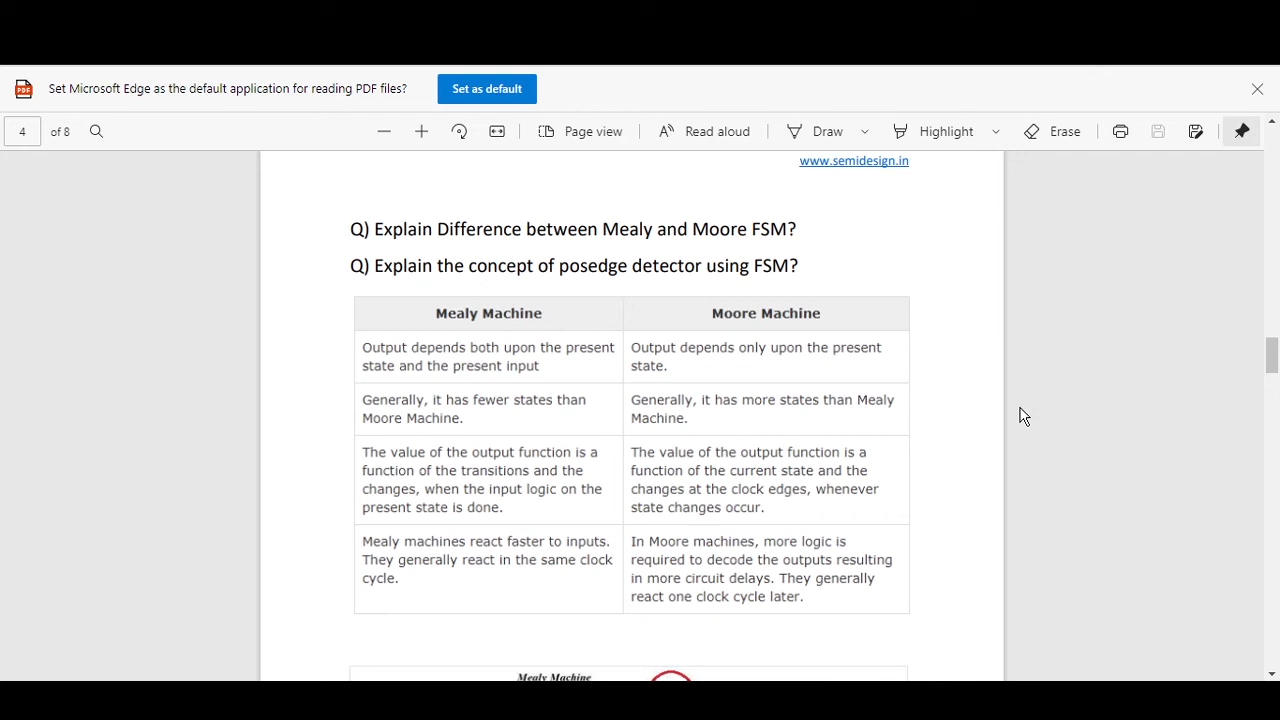 Set Microsoft Edge as the default application for reading PDF files?
Set as default
4 of 8
Page view
Read aloud
Draw
Highlight
Erase
www.semidesign.in
Q) Explain Difference between Mealy and Moore FSM?
Q) Explain the concept of posedge detector using FSM?
Mealy Machine
Moore Machine
Output depends both upon the present
state and the present input
Output depends only upon the present
state.
Generally, it has fewer states than
Moore Machine.
Generally, it has more states than Mealy
Machine.
The value of the output function is a
function of the transitions and the
changes, when the input logic on the
present state is done.
The value of the output function is a
function of the current state and the
changes at the clock edges, whenever
state changes occur.
Mealy machines react faster to inputs.
They generally react in the same clock
cycle.
In Moore machines, more logic is
required to decode the outputs resulting
in more circuit delays. They generally
react one clock cycle later.
Mealy Machine